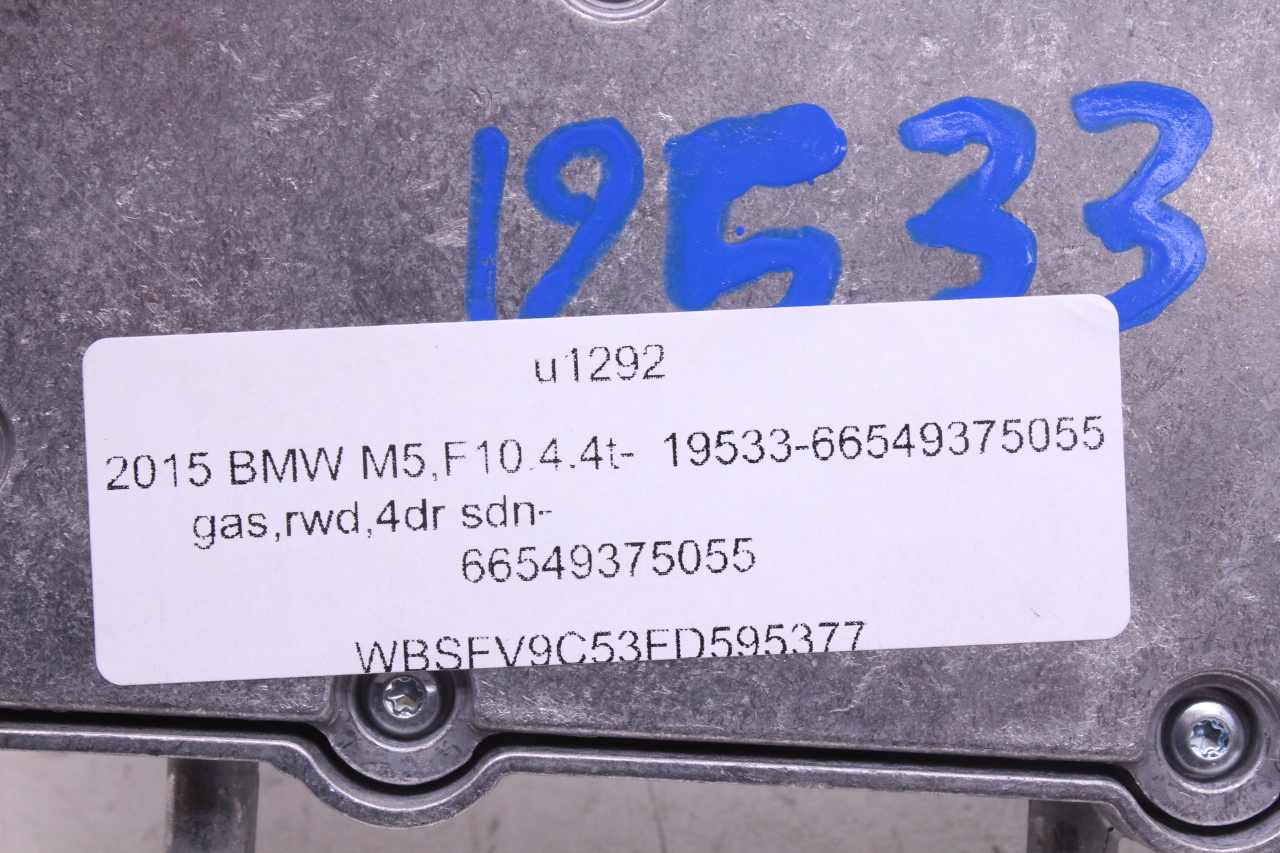 19533
u1292
2015 BMW M5,F10.4.4t- 19533-66549375055
gas,rwd,4dr sdn-
66549375055
WBSFV9C53FD595377